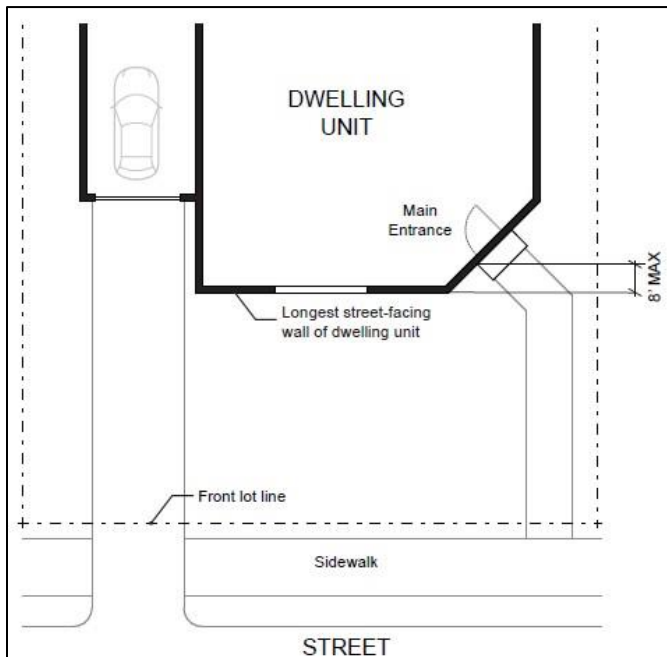 DWELLING
UNIT
Main
Entrance
8' MAX
Longest street-facing
wall of dwelling unit
Front lot line
Sidewalk
STREET